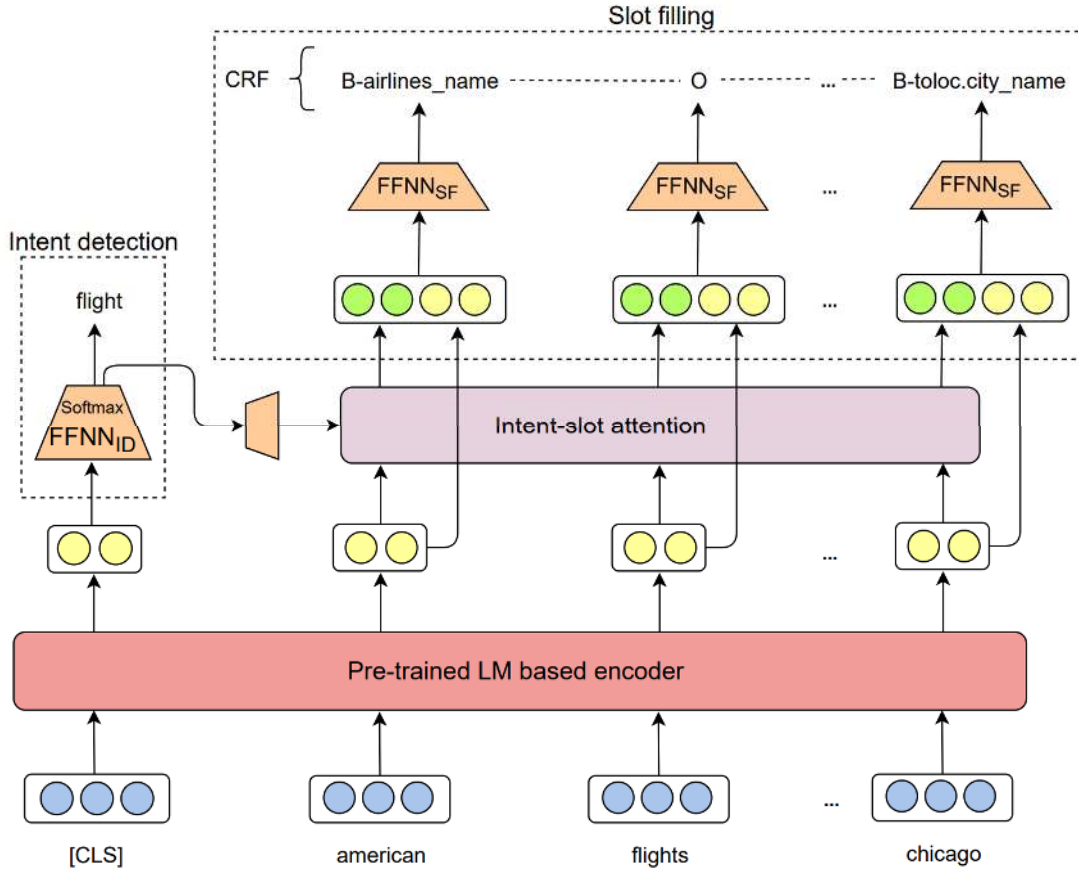 Slot filling
CRF
B-airlines_name
O
...
B-toloc.city_name
FFNN_SF
FFNN_SF
...
FFNN_SF
Intent detection
flight
...
Softmax
FFNN_ID
Intent-slot attention
...
Pre-trained LM based encoder
...
[CLS]
american
flights
chicago